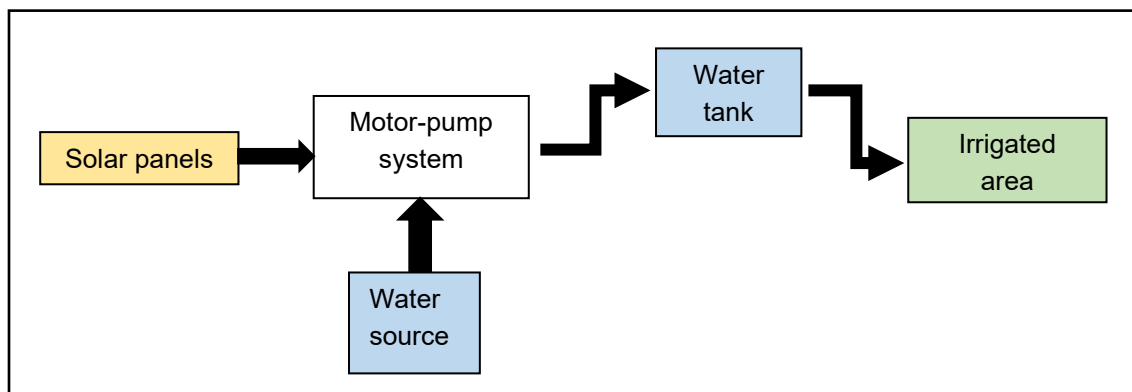 Solar panels
Motor-pump
system
Water
source
Water
tank
Irrigated
area